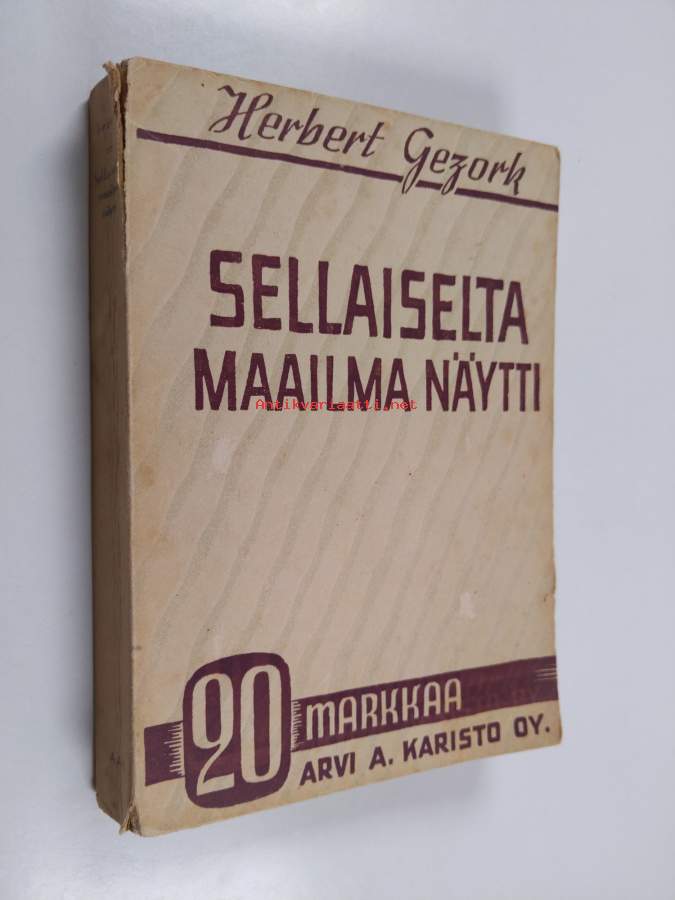 Herbert Gezork
SELLAISELTA
MAAILMA NÄYTTI
Antikvariaatti.net
20 MARKKAA
ARVI A. KARISTO OY.